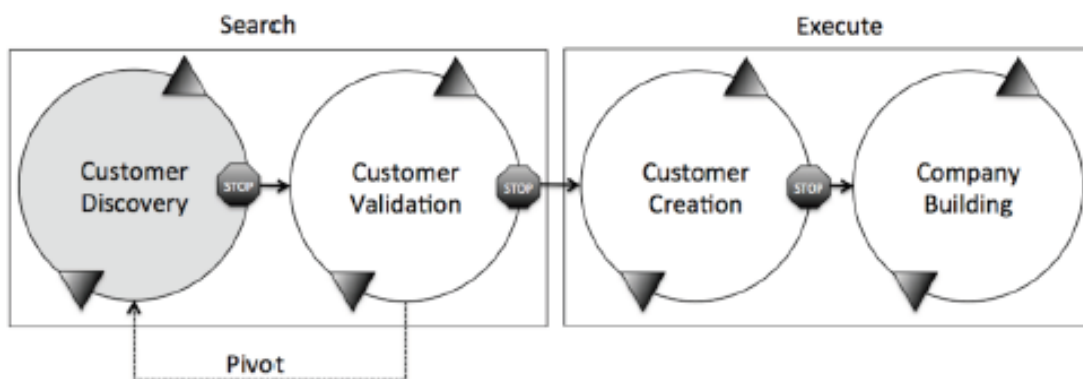 Search
Execute
Customer
Discovery
STOP
Customer
Validation
STOP
Customer
Creation
STOP
Company
Building
Pivot